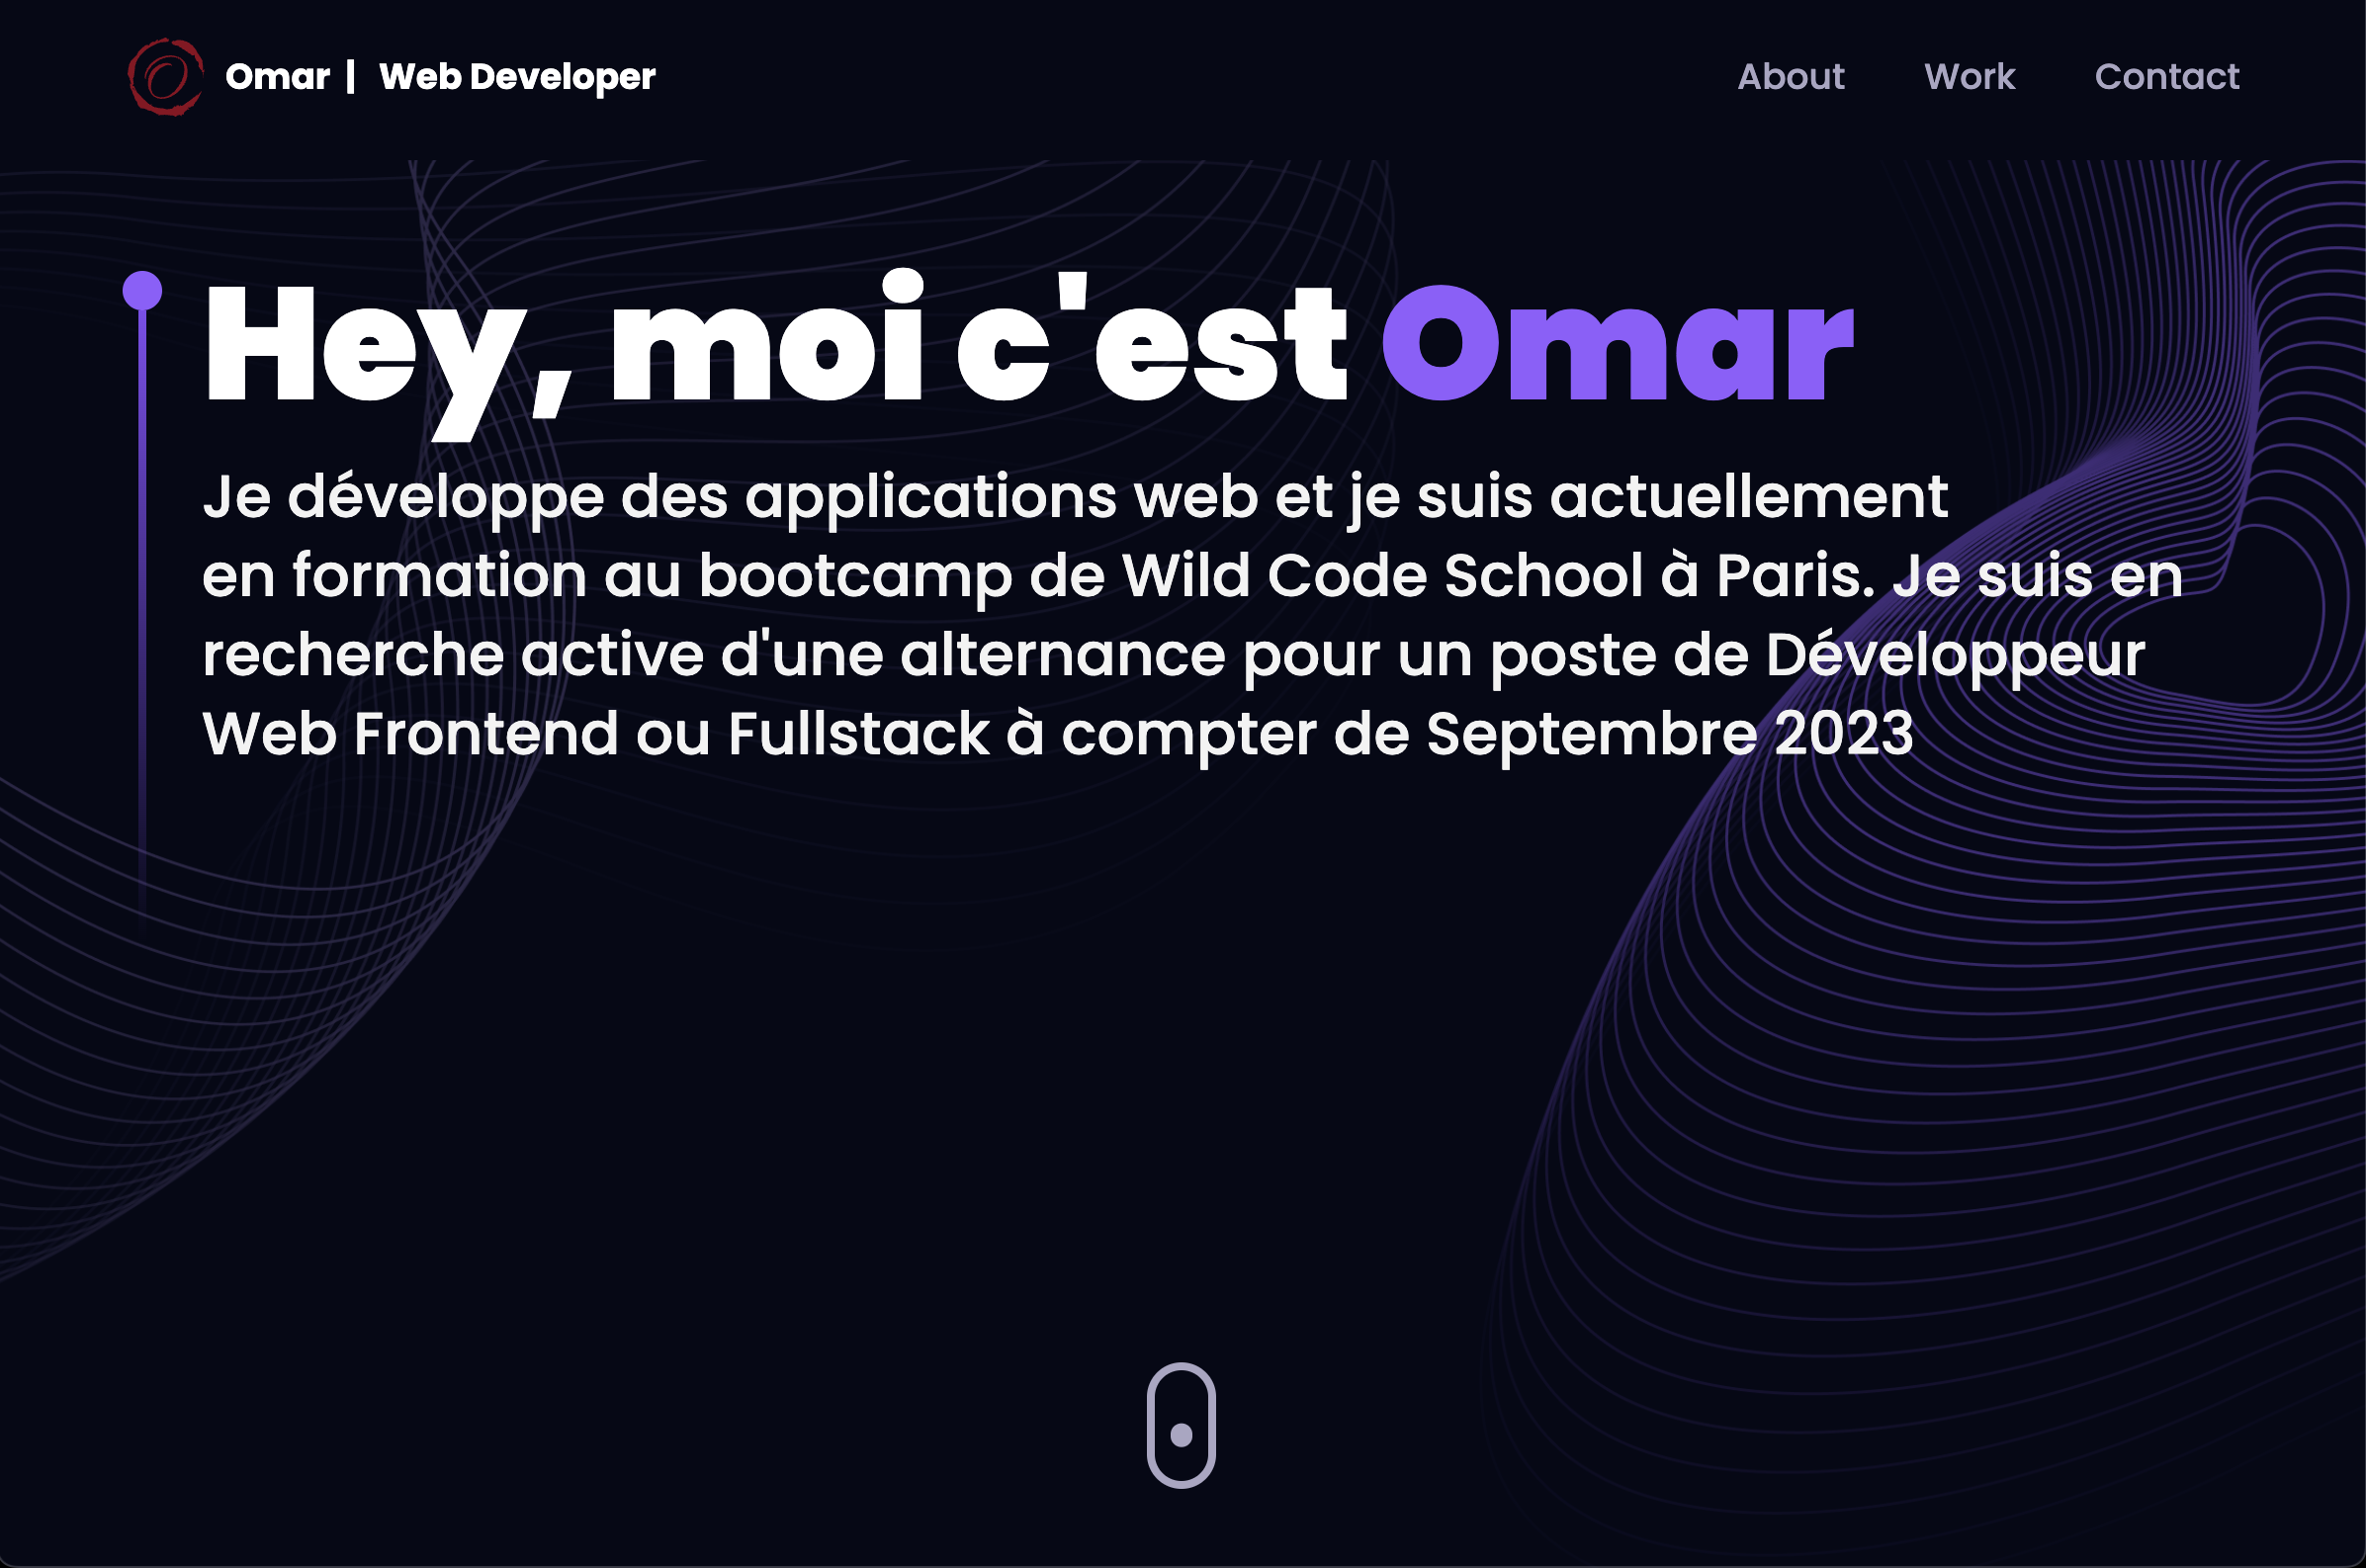 Omar | Web Developer
About Work Contact
Hey, moi c'est Omar
Je développe des applications web et je suis actuellement
en formation au bootcamp de Wild Code School à Paris. Je suis en
recherche active d'une alternance pour un poste de Développeur
Web Frontend ou Fullstack à compter de Septembre 2023